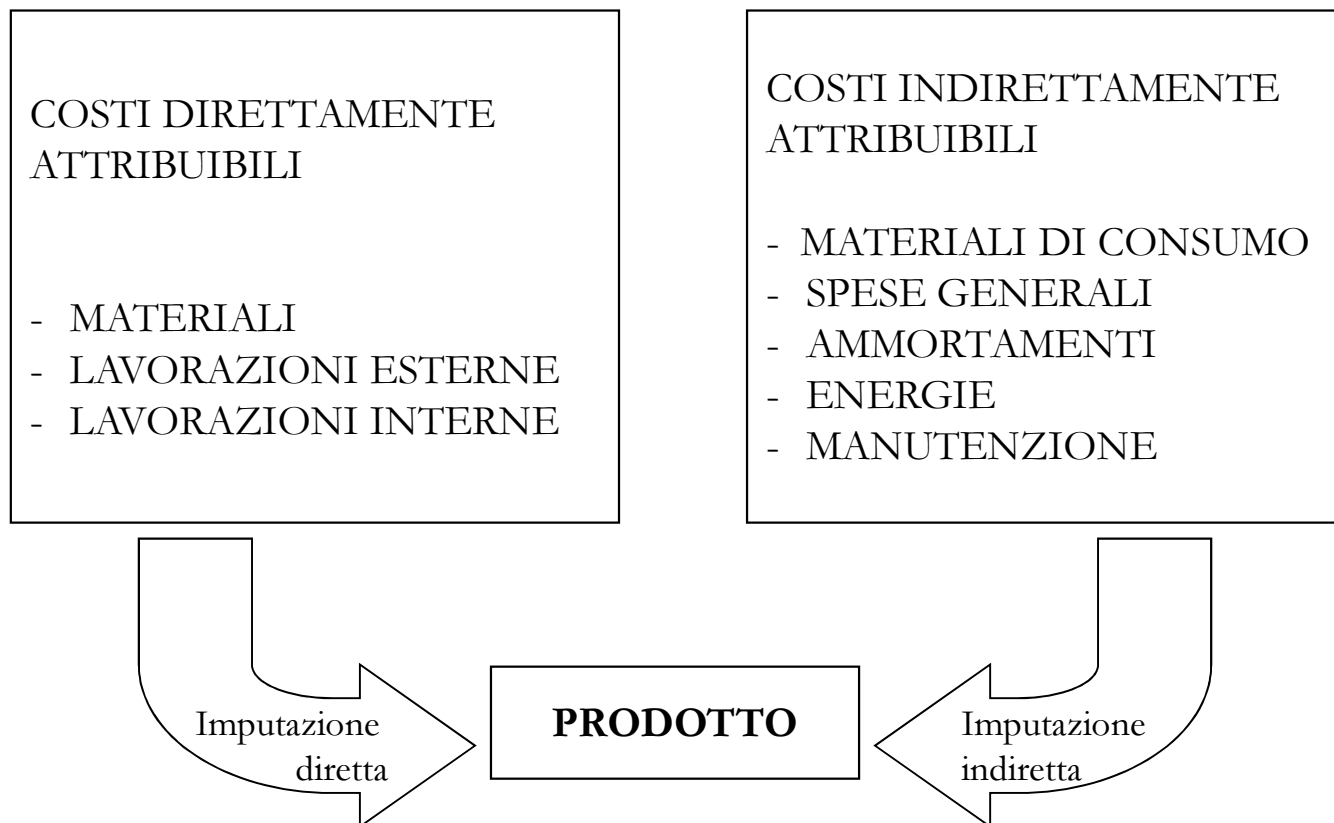 COSTI DIRETTAMENTE
ATTRIBUIBILI
- MATERIALI
- LAVORAZIONI ESTERNE
- LAVORAZIONI INTERNE
COSTI INDIRETTAMENTE
ATTRIBUIBILI
- MATERIALI DI CONSUMO
- SPESE GENERALI
- AMMORTAMENTI
- ENERGIE
- MANUTENZIONE
Imputazione
diretta
PRODOTTO
Imputazione
indiretta